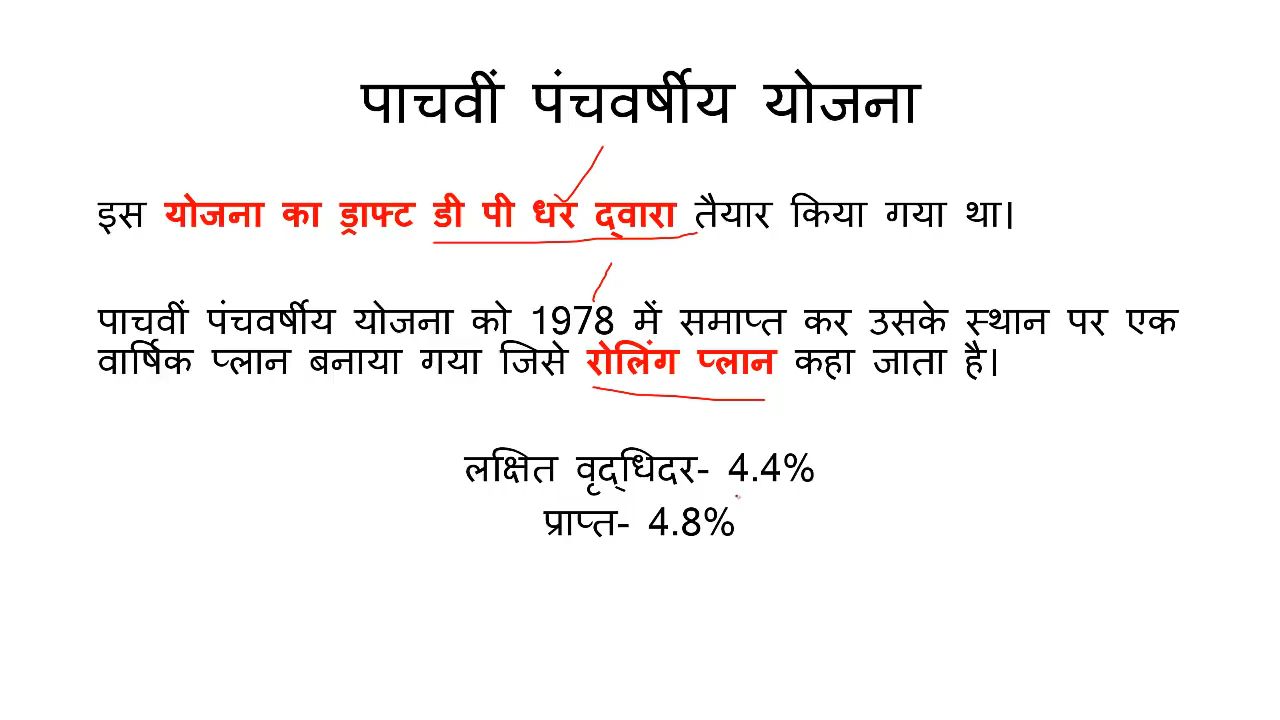 पाचवीं पंचवर्षीय योजना
इस योजना का ड्राफ्ट डी पी धर द्वारा तैयार किया गया था।
पाचवीं पंचवर्षीय योजना को 1978 में समाप्त कर उसके स्थान पर एक
वार्षिक प्लान बनाया गया जिसे रोलिंग प्लान कहा जाता है।
लक्षित वृद्धिदर- 4.4%
प्राप्त- 4.8%